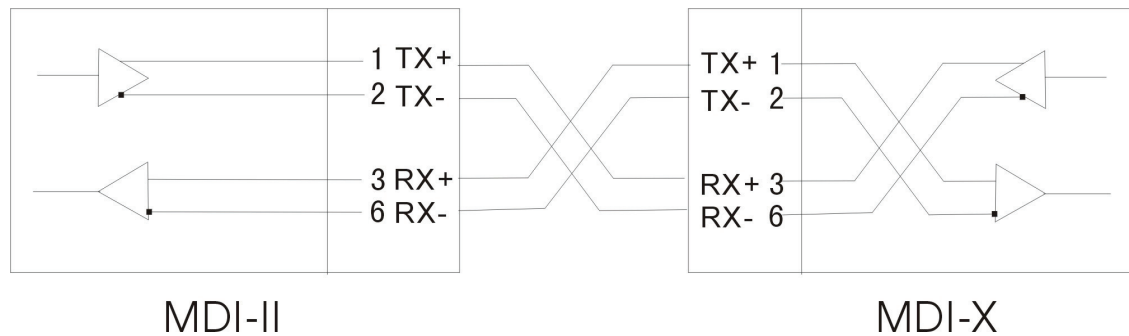 1 TX+
2 TX-
3 RX+
6 RX-
TX+ 1
TX- 2
RX+ 3
RX- 6
MDI-II
MDI-X